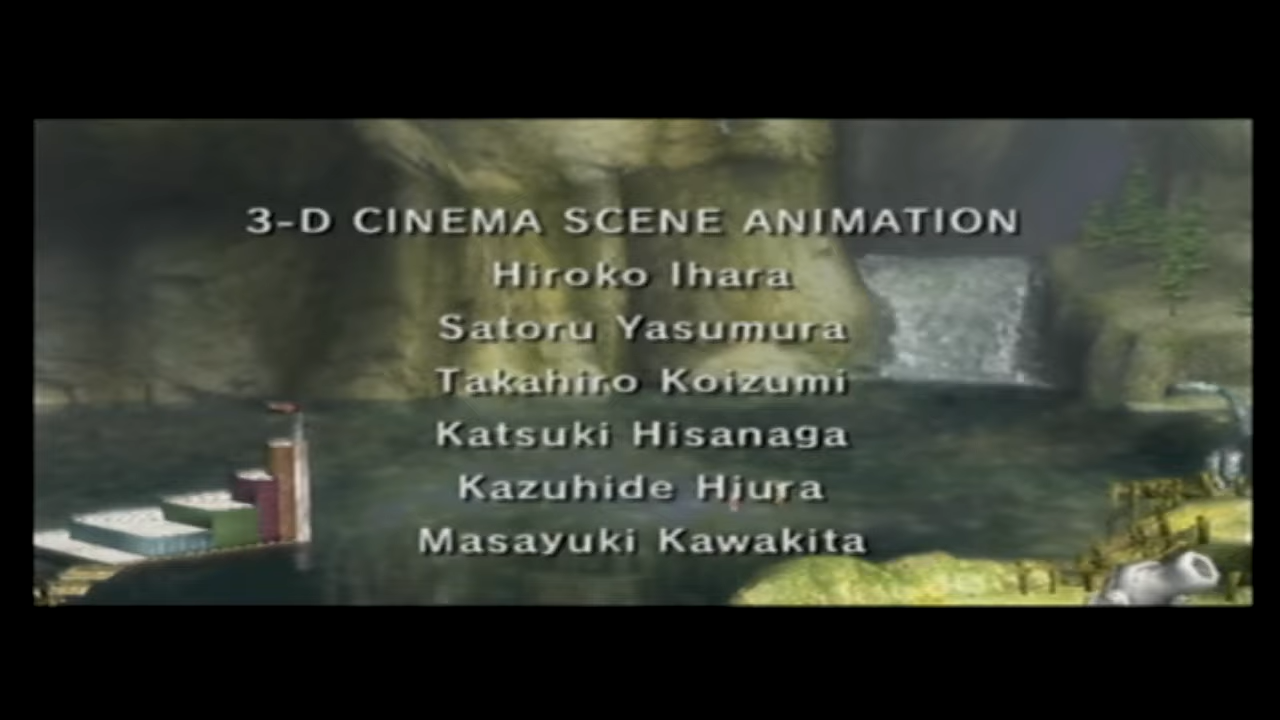 3-D CINEMA SCENE ANIMATION
Hiroko Ihara
Satoru Yasumura
Takahiro Koizumi
Katsuki Hisanaga
Kazuhide Hiura
Masayuki Kawakita